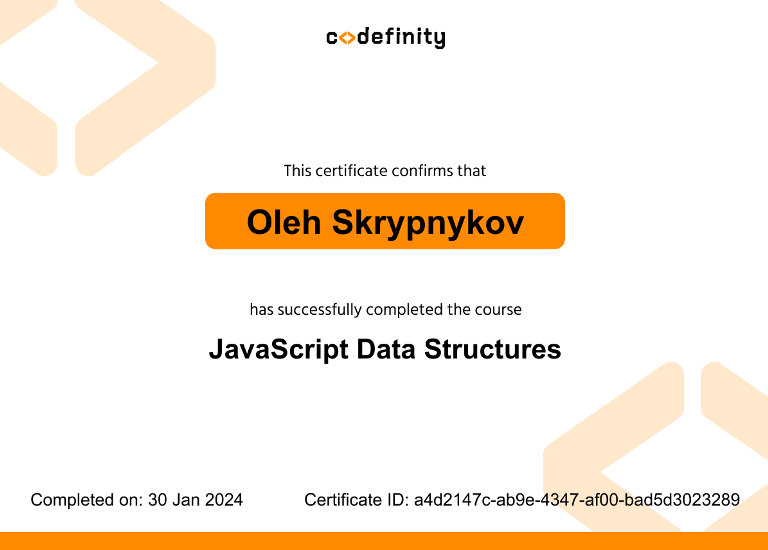 codefinity
This certificate confirms that
Oleh Skrypnykov
has successfully completed the course
JavaScript Data Structures
Completed on: 30 Jan 2024
Certificate ID: a4d2147c-ab9e-4347-af00-bad5d3023289